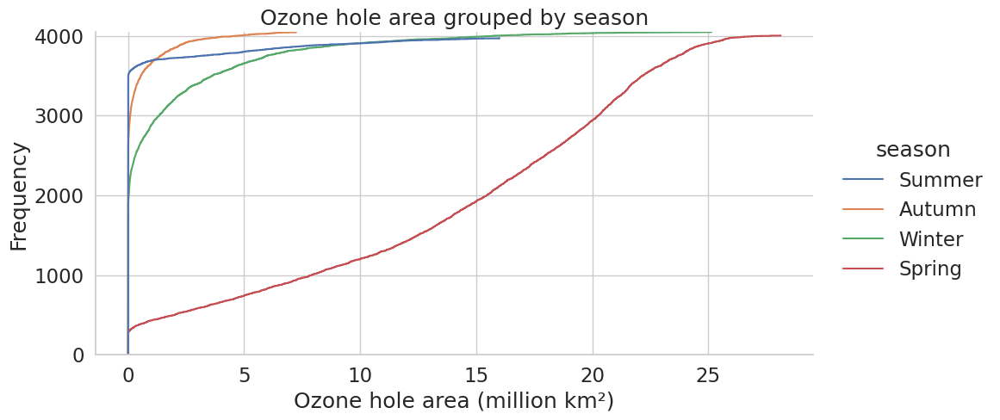 Ozone hole area grouped by season
4000
3000
2000
1000
0
Frequency
0 5 10 15 20 25
Ozone hole area (million km²)
season
Summer
Autumn
Winter
Spring